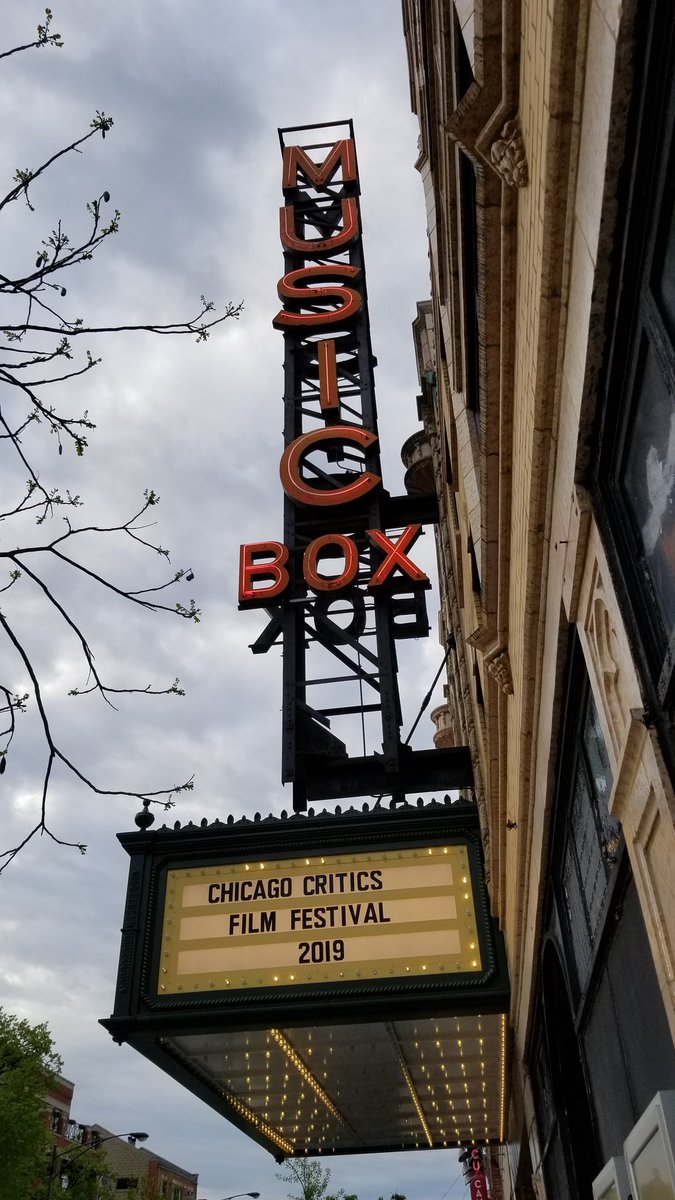 MUSIC
BOX
CHICAGO CRITICS
FILM FESTIVAL
2019